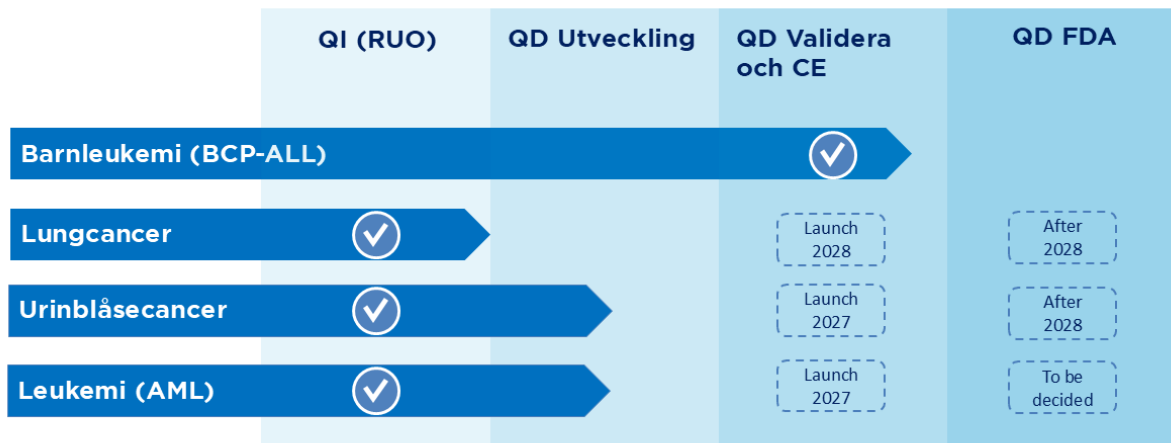 QI (RUO)
QD Utveckling
QD Validera
och CE
QD FDA
Barnleukemi (BCP-ALL)
Lungcancer
Launch
2028
After
2028
Urinblåsecancer
Launch
2027
After
2028
Leukemi (AML)
Launch
2027
To be
decided